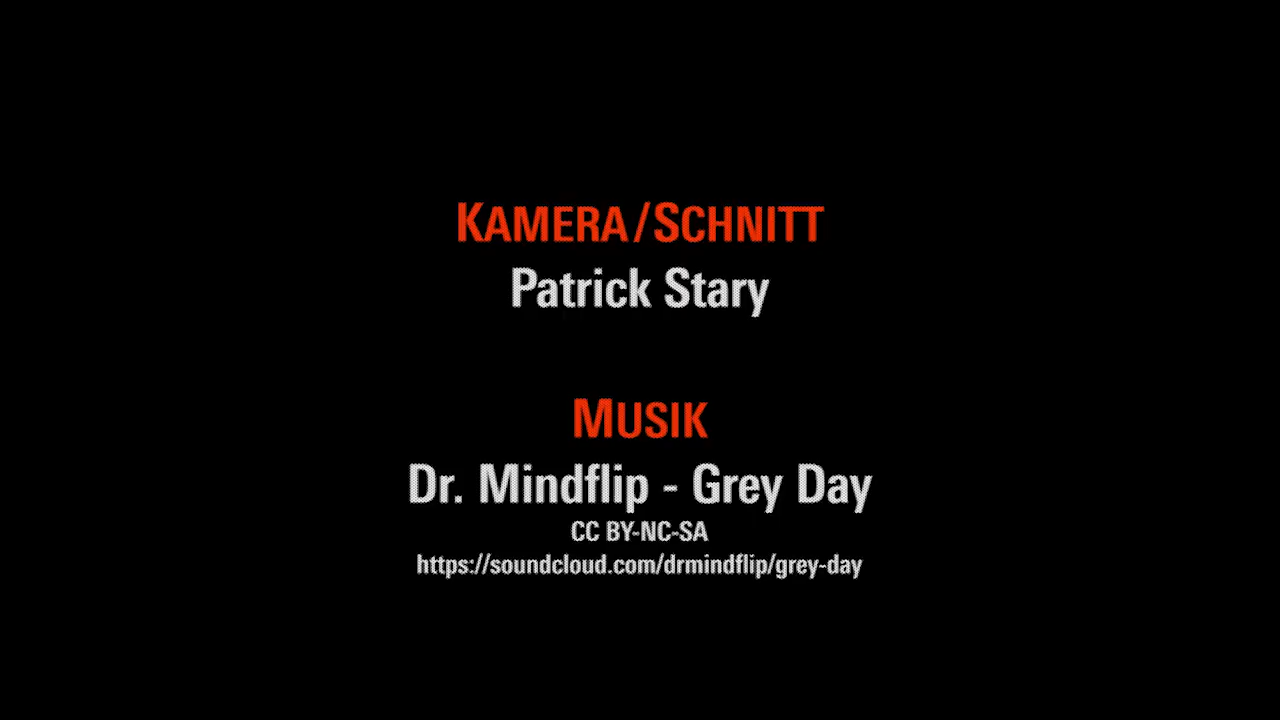 KAMERA/SCHNITT
Patrick Stary
MUSIK
Dr. Mindflip - Grey Day
CC BY-NC-SA
https://soundcloud.com/drmindflip/grey-day